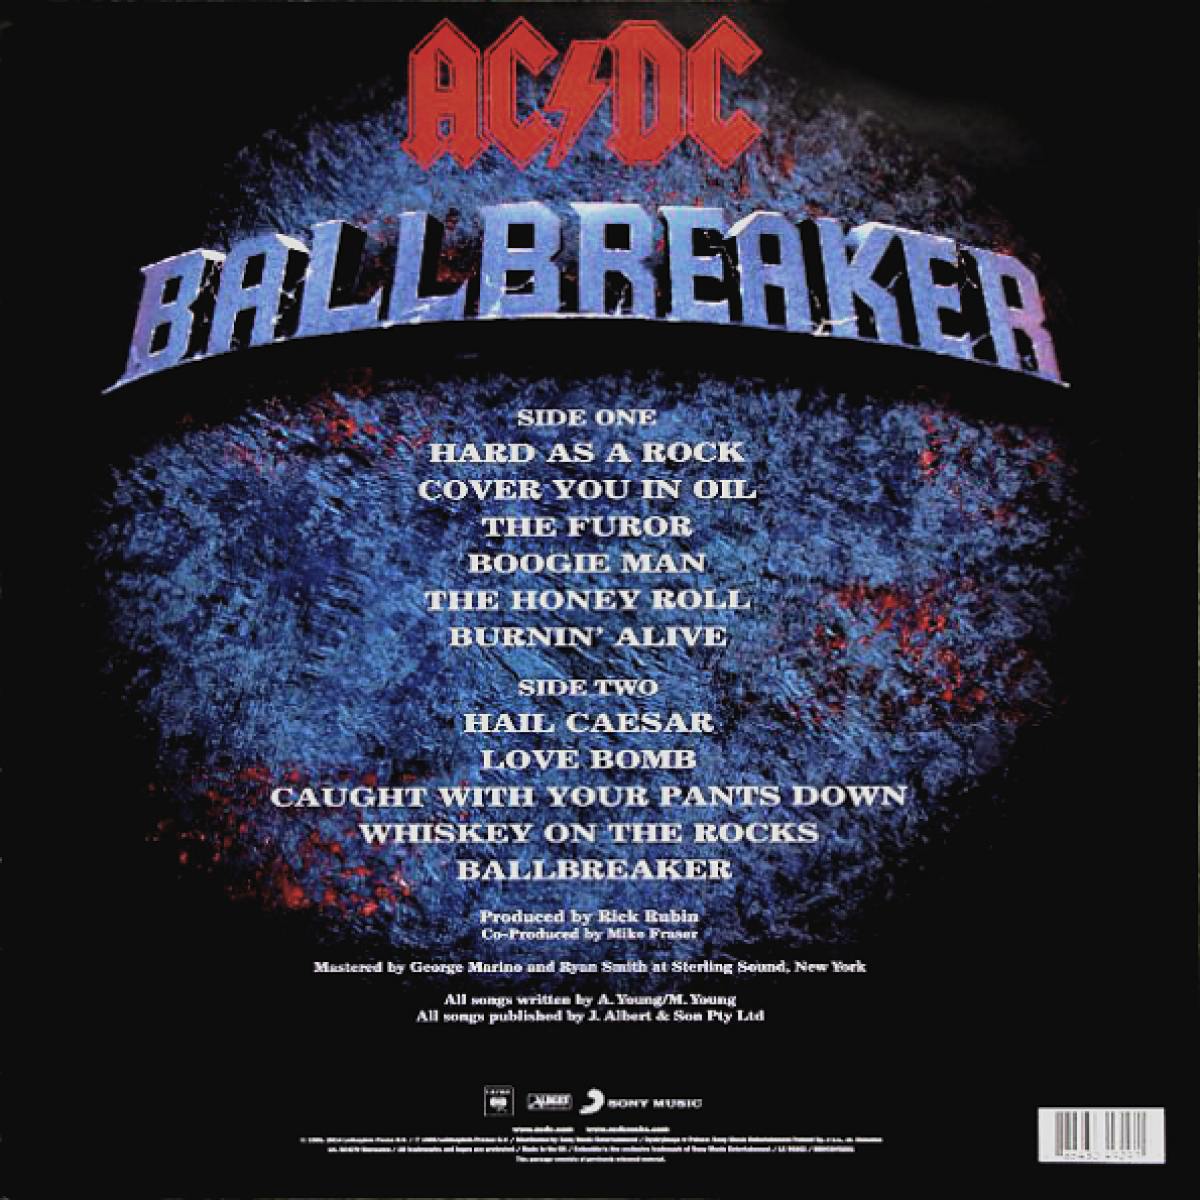 AC/DC
BALLBREAKER
SIDE ONE
HARD AS A ROCK
COVER YOU IN OIL
THE FUROR
BOOGIE MAN
THE HONEY ROLL
BURNIN' ALIVE
SIDE TWO
HAIL CAESAR
LOVE BOMB
CAUGHT WITH YOUR PANTS DOWN
WHISKEY ON THE ROCKS
BALLBREAKER
Produced by Rick Rubin
Co-Produced by Mike Fraser
Mastered by George Marino and Ryan Smith at Sterling Sound, New York
All songs written by A. Young/M. Young
All songs published by J. Albert & Son Pty Ltd
ALBERT SONY MUSIC